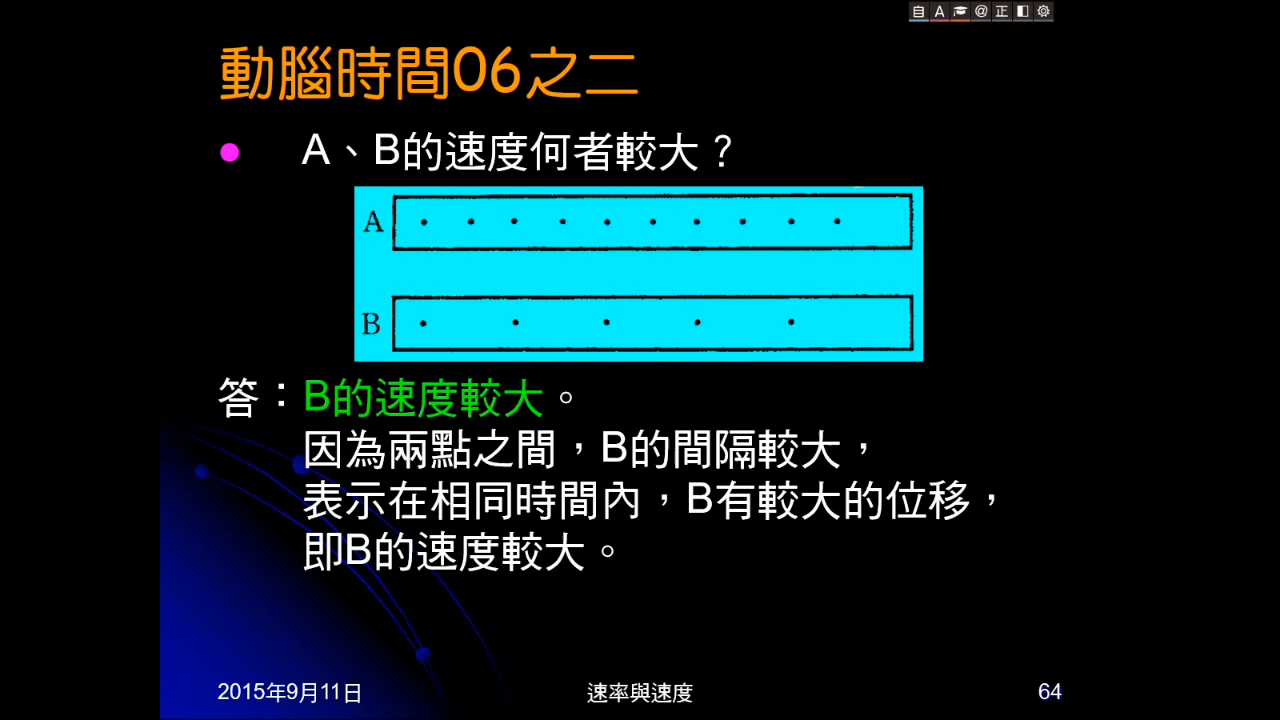 自 A @ 正
動腦時間06之二
A、B的速度何者較大？
A
B
答：B的速度較大。
因為兩點之間，B的間隔較大，
表示在相同時間內，B有較大的位移，
即B的速度較大。
2015年9月11日 速率與速度 64